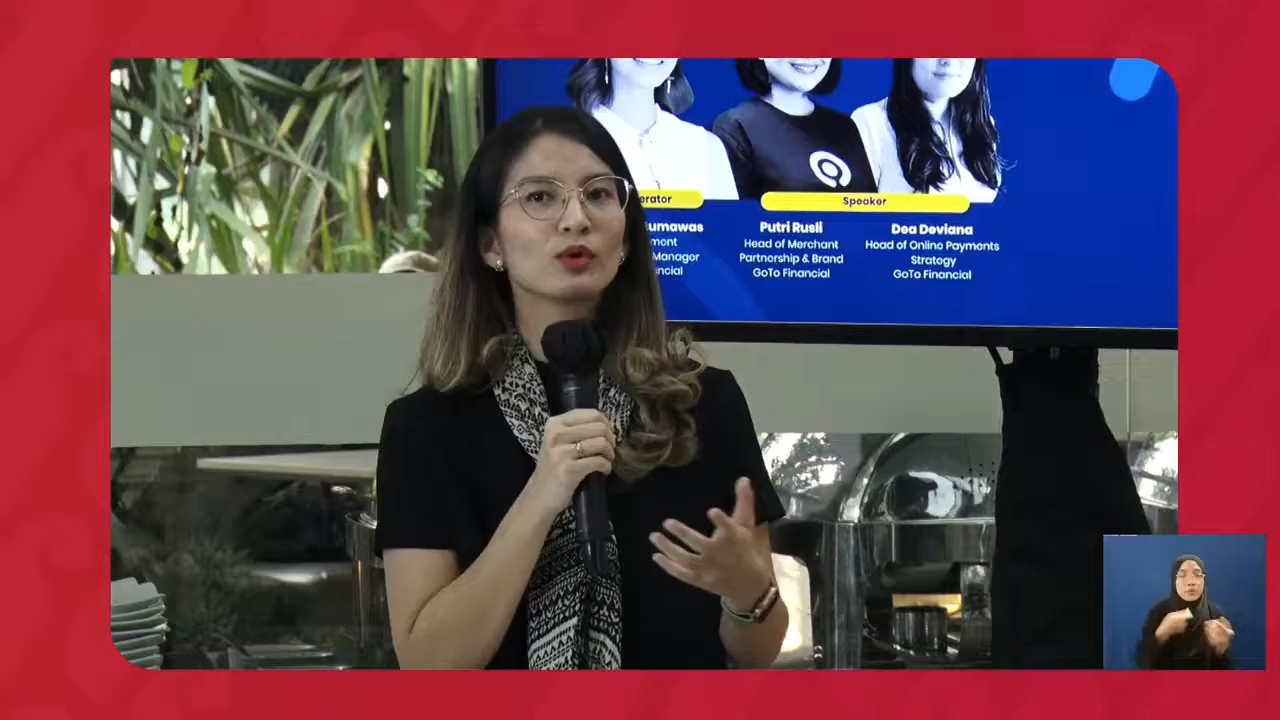 erator
Speaker
umawas
Putri Rusli
Dea Deviana
ment
Manager
ncial
Head of Merchant
Partnership & Brand
GoTo Financial
Head of Online Payments
Strategy
GoTo Financial